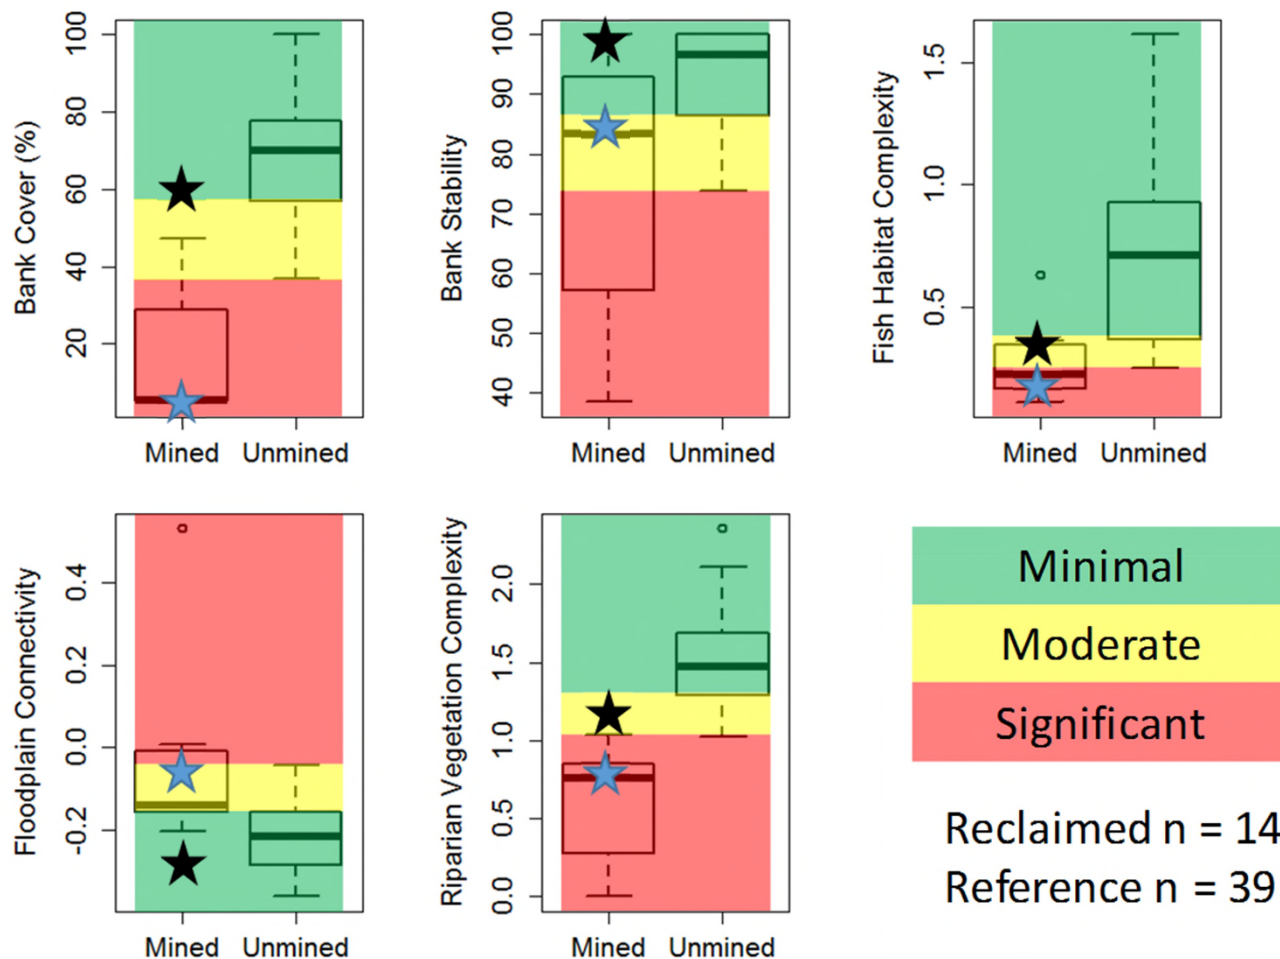 Bank Cover (%)
100
80
60
40
20
Mined Unmined
Bank Stability
100
90
80
70
60
50
40
Mined Unmined
Fish Habitat Complexity
1.5
1.0
0.5
Mined Unmined
Floodplain Connectivity
0.4
0.2
0.0
-0.2
Mined Unmined
Riparian Vegetation Complexity
2.0
1.5
1.0
0.5
0.0
Mined Unmined
Minimal
Moderate
Significant
Reclaimed n = 14
Reference n = 39